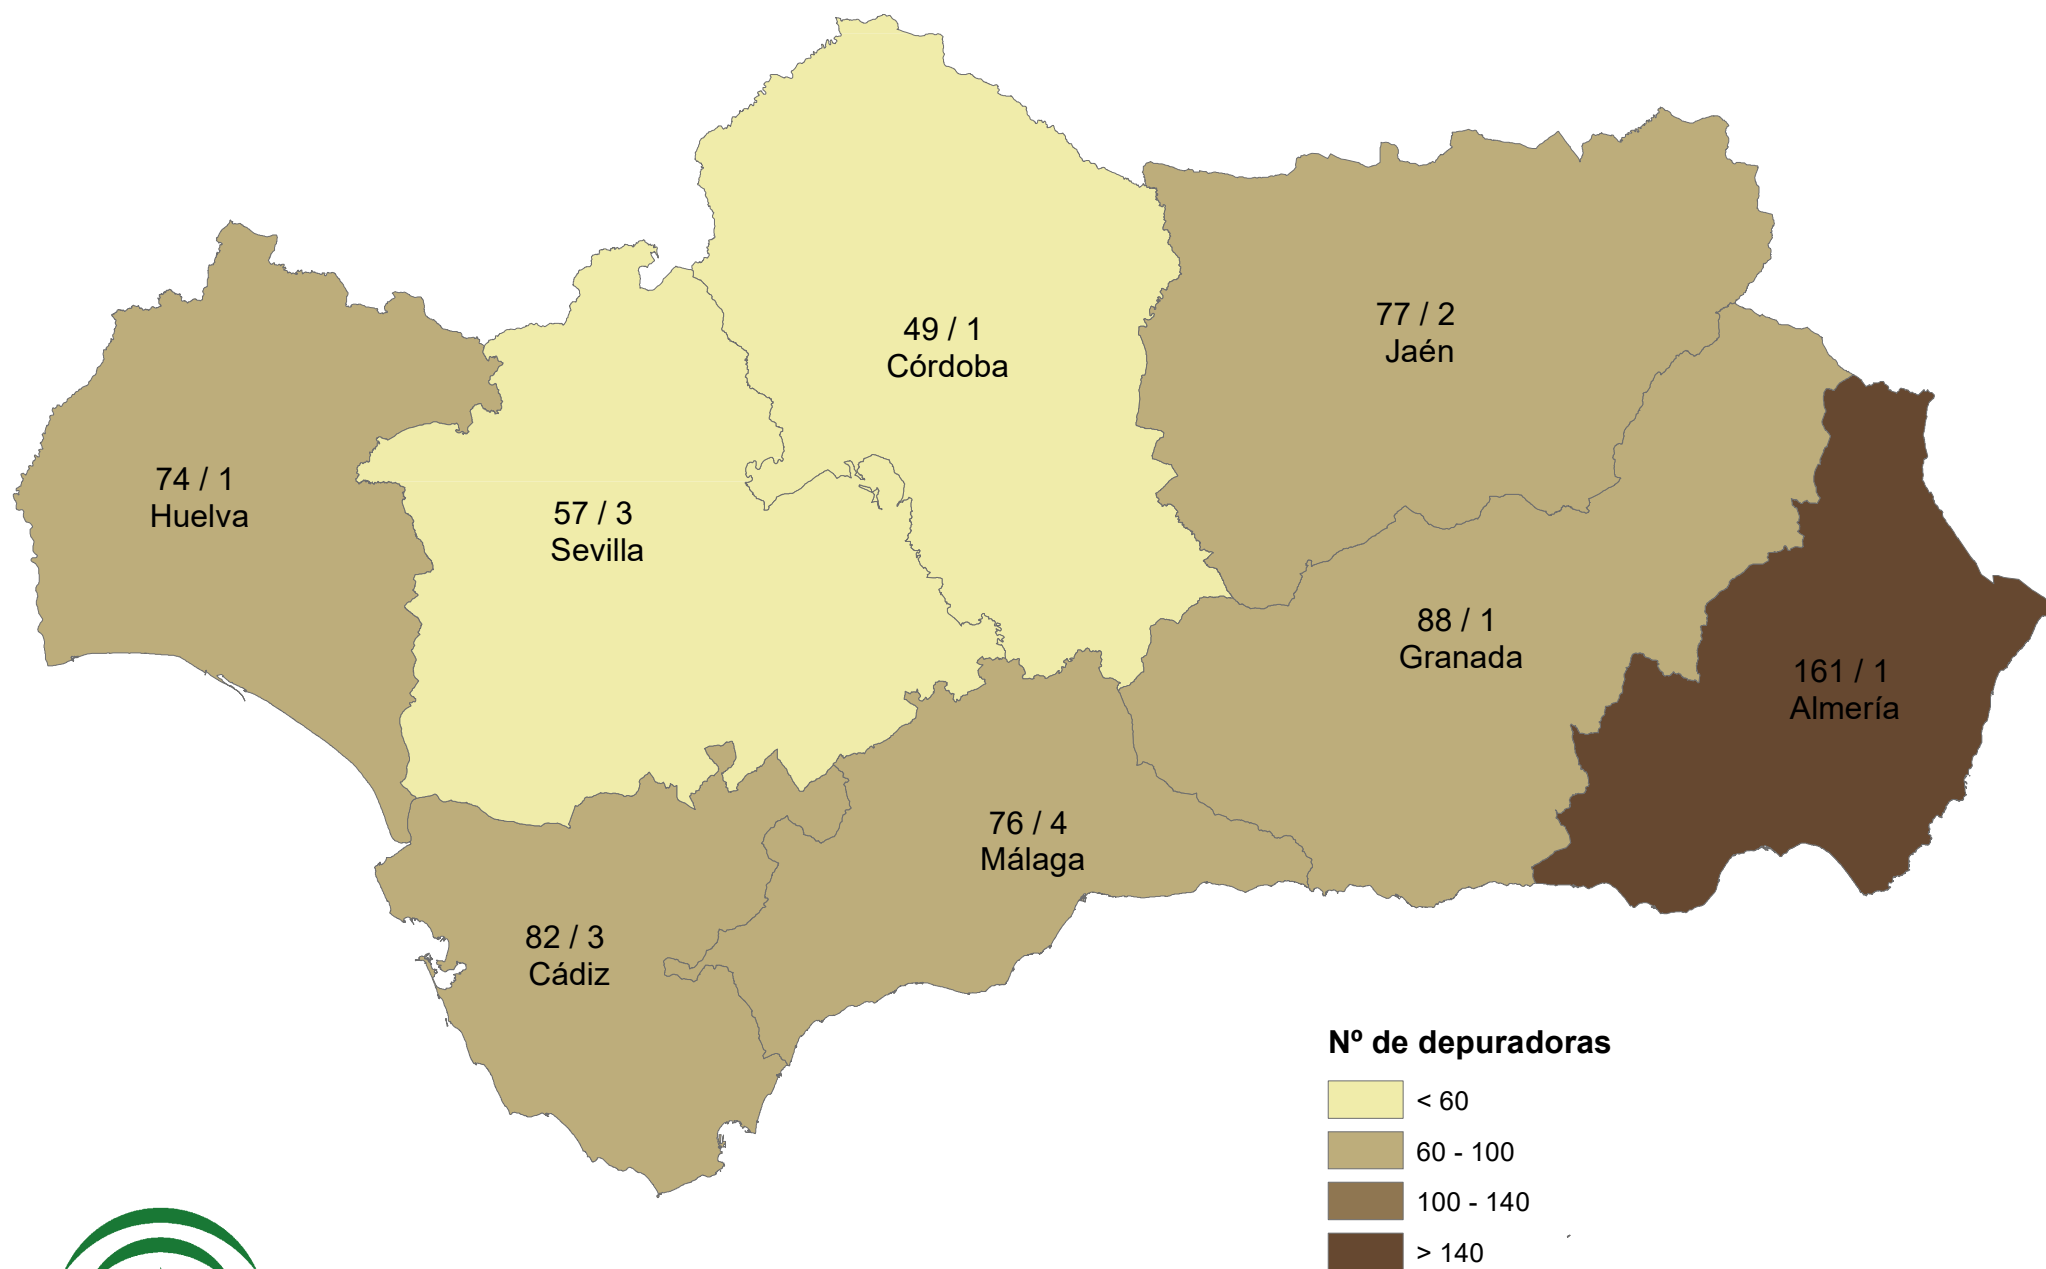 49 / 1
Córdoba
77 / 2
Jaén
74 / 1
Huelva
57 / 3
Sevilla
88 / 1
Granada
161 / 1
Almería
76 / 4
Málaga
82 / 3
Cádiz
Nº de depuradoras
< 60
60 - 100
100 - 140
> 140